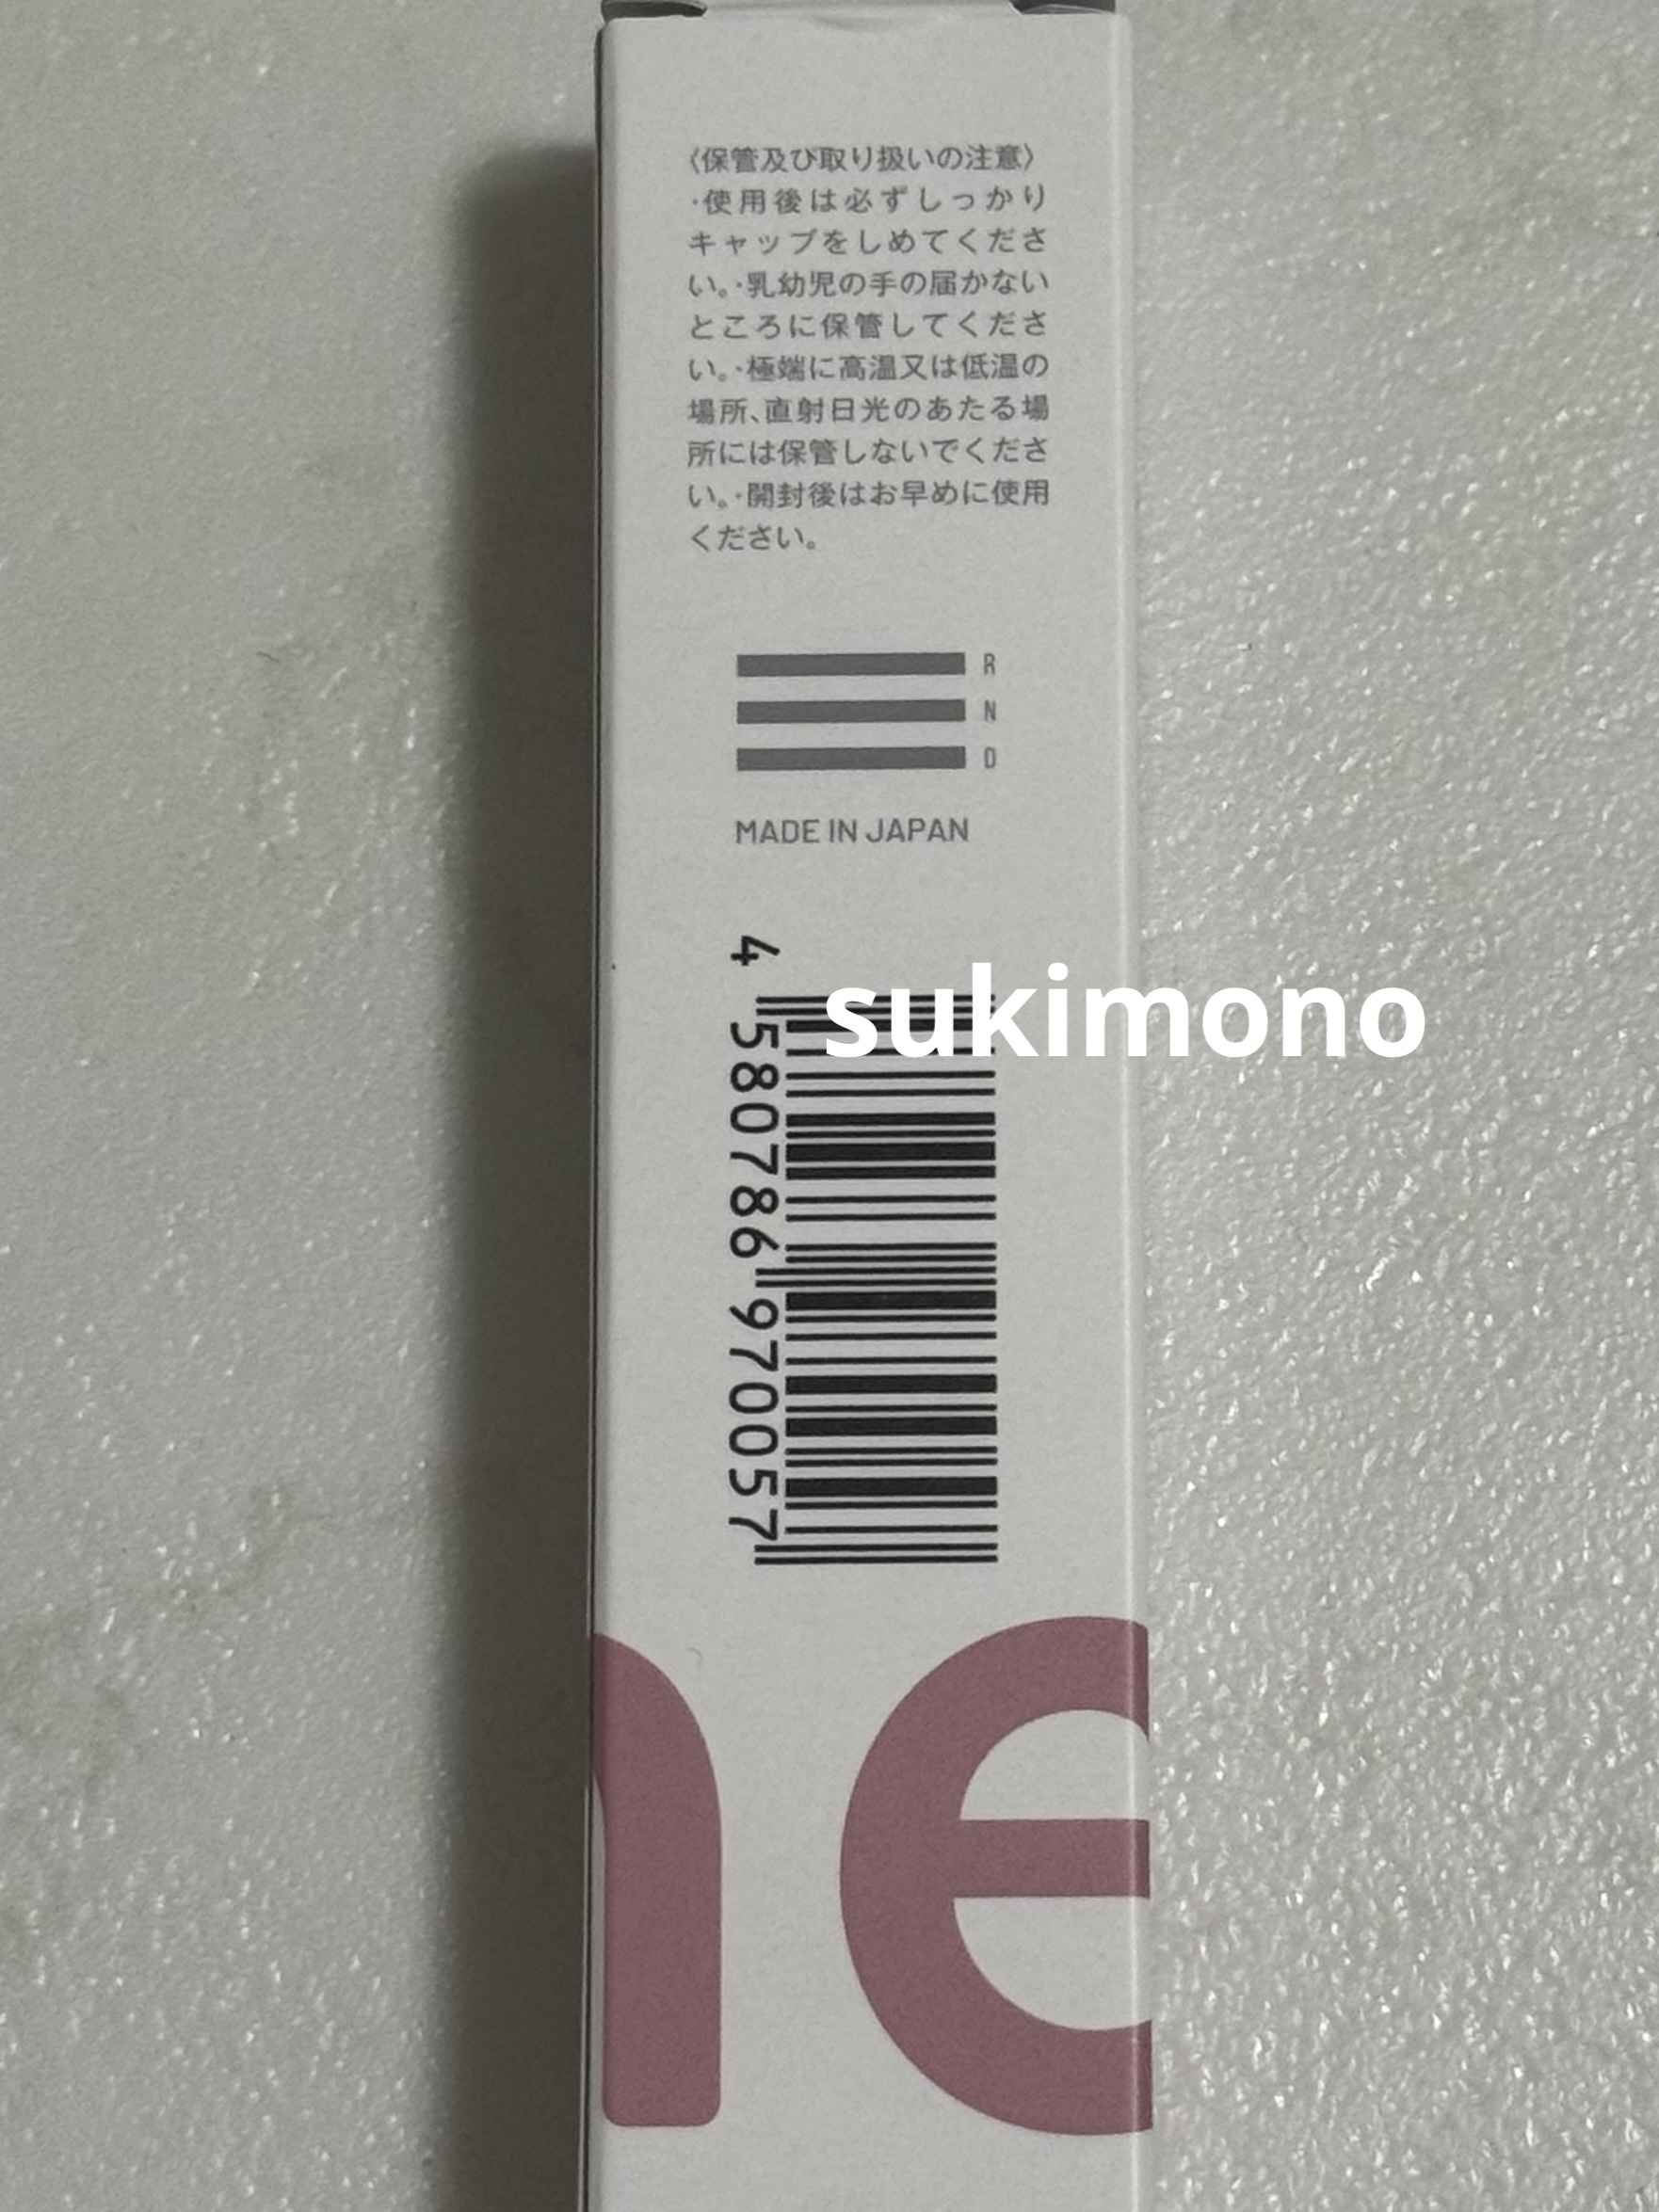 〈保管及び取り扱いの注意〉
·使用後は必ずしっかり
キャップをしめてくださ
い。·乳幼児の手の届かない
ところに保管してくださ
い。·極端に高温又は低温の
場所、直射日光のあたる場
所には保管しないでくださ
い。·開封後はお早めに使用
ください。
R
N
D
MADE IN JAPAN
4 580786 970057
sukimono
ne